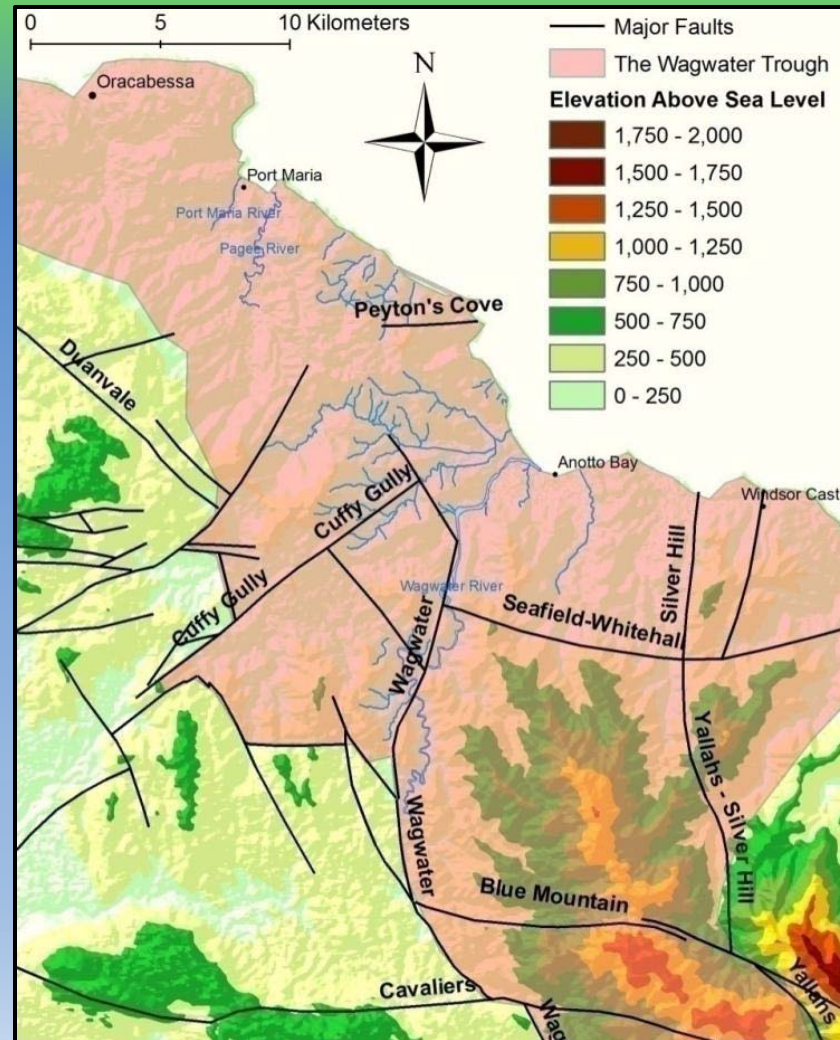 0 5 10 Kilometers
Major Faults
The Wagwater Trough
Elevation Above Sea Level
1,750 - 2,000
1,500 - 1,750
1,250 - 1,500
1,000 - 1,250
750 - 1,000
500 - 750
250 - 500
0 - 250
N
Oracabessa
Port Maria
Port Maria River
Pagee River
Peyton's Cove
Duanvale
Anotto Bay
Windsor Cast
Cuffy Gully
Silver Hill
Cuffy Gully
Wagwater River
Seafield-Whitehall
Wagwater
Yallahs - Silver Hill
Wagwater
Blue Mountain
Cavaliers
Wag